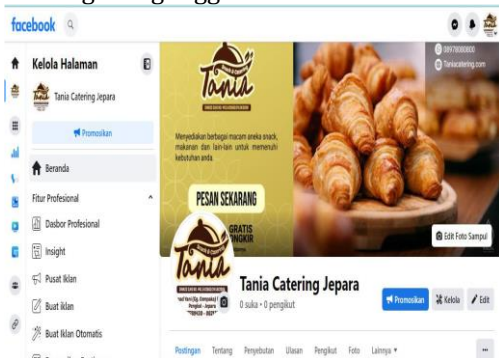 facebook
Kelola Halaman
Tania Catering Jepara
Promosikan
Beranda
Fitur Profesional
Dasbor Profesional
Insight
Pusat Iklan
Buat iklan
Buat Iklan Otomatis
Tania
Menyediakan berbagai macam aneka snack,
makanan dan lain-lain untuk memenuhi
kebutuhan anda.
PESAN SEKARANG
GRATIS
ONGKIR
Taniacatering.com
Edit Foto Sampul
Tania
Tania Catering Jepara
0 suka • 0 pengikut
Promosikan
Kelola
Edit
Postingan Tentang Penyebutan Ulasan Pengikut Foto Lainnya